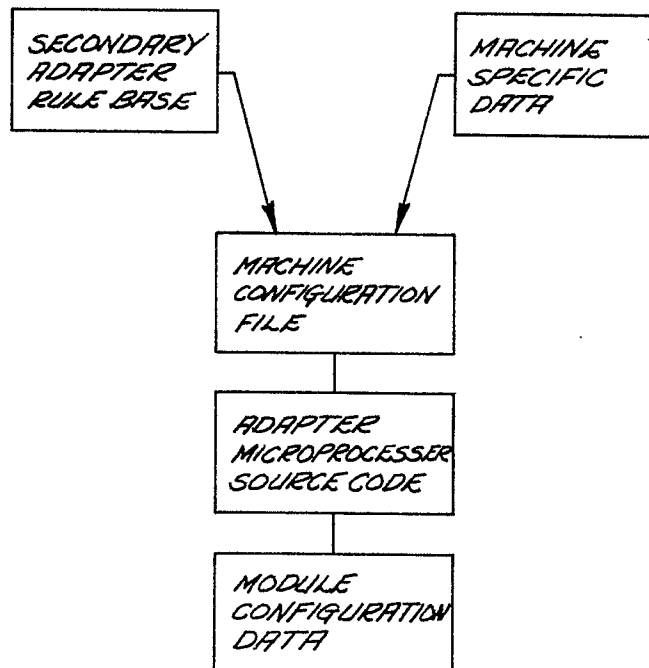 SECONDARY
ADAPTER
RULE BASE
MACHINE
SPECIFIC
DATA
MACHINE
CONFIGURATION
FILE
ADAPTER
MICROPROCESSER
SOURCE CODE
MODULE
CONFIGURATION
DATA